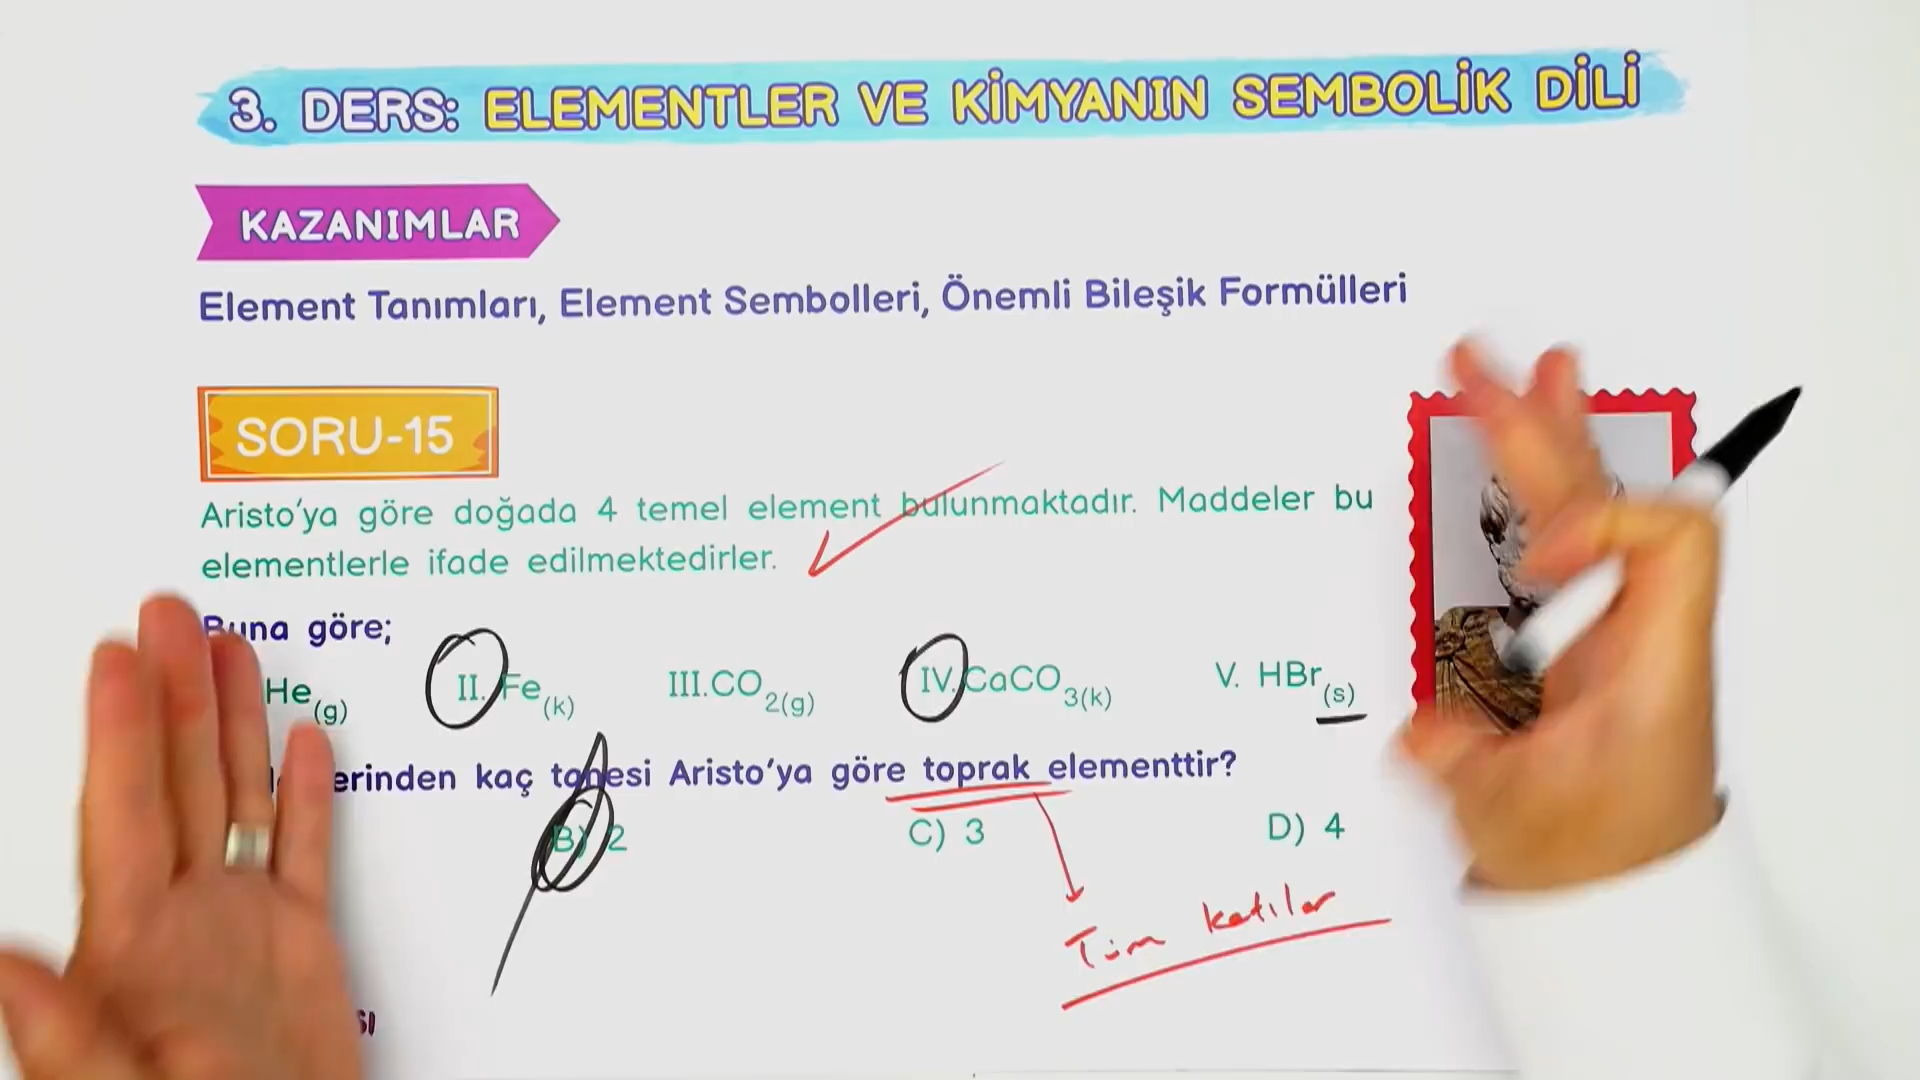 3. DERS: ELEMENTLER VE KİMYANIN SEMBOLİK DİLİ
KAZANIMLAR
Element Tanımları, Element Sembolleri, Önemli Bileşik Formülleri
SORU-15
Aristo'ya göre doğada 4 temel element bulunmaktadır. Maddeler bu
elementlerle ifade edilmektedirler.
Buna göre;
He(g) II. Fe(k) III.CO2(g) IV.CaCO3(k) V. HBr(s)
kaç tanesi Aristo'ya göre toprak elementtir?
B) 2 C) 3 D) 4
Tüm katılar